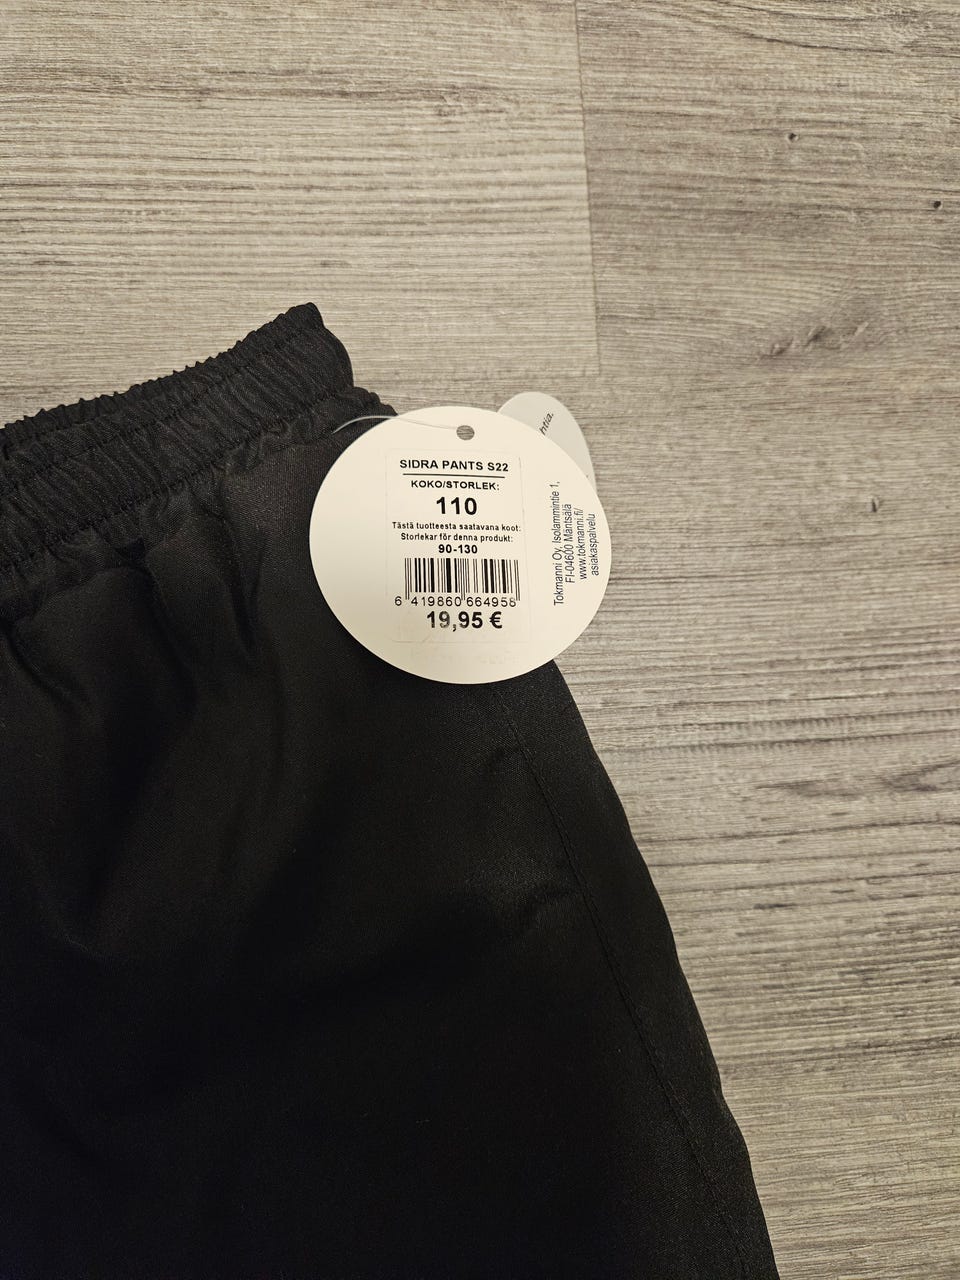 SIDRA PANTS S22
KOKO/STORLEK:
110
Tästä tuotteesta saatavana koot:
Storlekar för denna produkt:
90-130
6 419860 664958
19,95 €
Tokmanni Oy, Isolammintie 1,
FI-04600 Mäntsälä
www.tokmanni.fi/
asiakaspalvelu